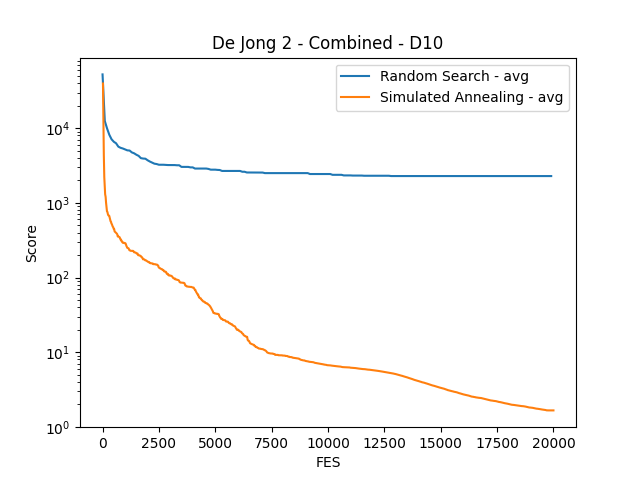 De Jong 2 - Combined - D10
Random Search - avg
Simulated Annealing - avg
Score
10^4
10^3
10^2
10^1
10^0
0 2500 5000 7500 10000 12500 15000 17500 20000
FES